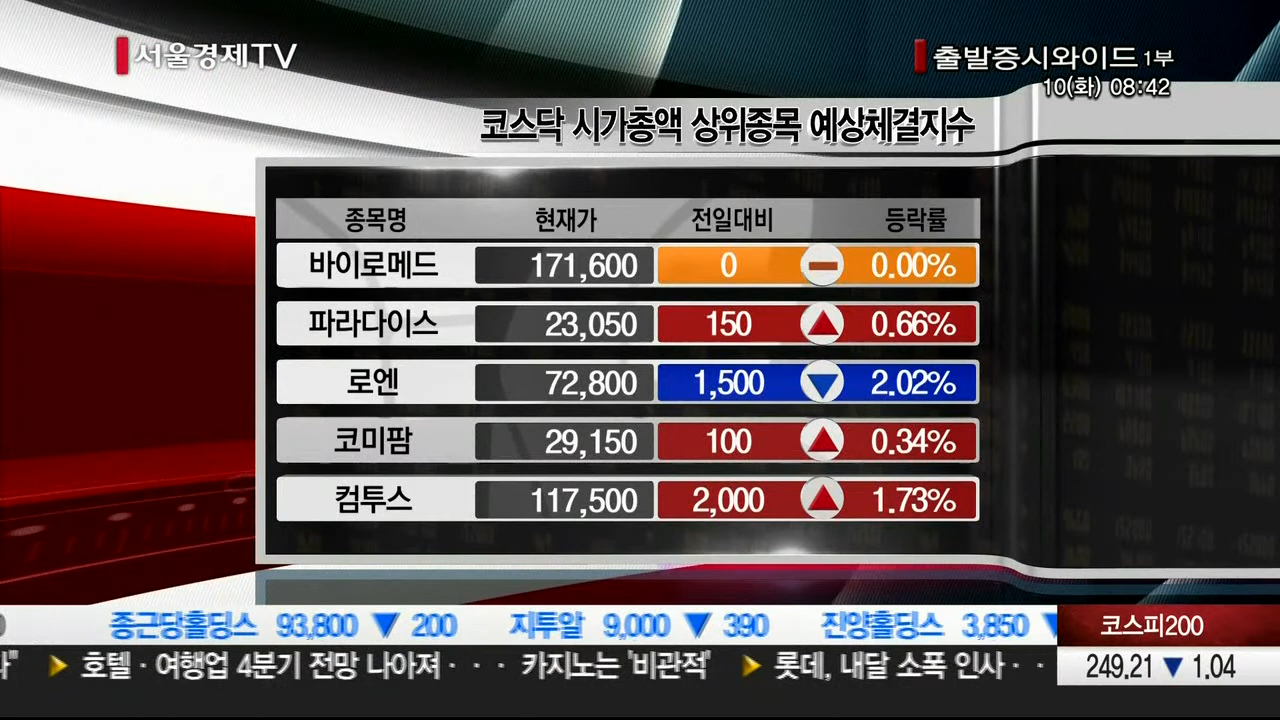 서울경제TV
출발증시와이드 1부
10(화) 08:42
코스닥 시가총액 상위종목 예상체결지수
종목명 현재가 전일대비 등락률
바이로메드 171,600 0 0.00%
파라다이스 23,050 150 ▲ 0.66%
로엔 72,800 1,500 ▼ 2.02%
코미팜 29,150 100 ▲ 0.34%
컴투스 117,500 2,000 ▲ 1.73%
종근당홀딩스 93,800 ▼ 200 지투알 9,000 ▼ 390 진양홀딩스 3,850 ▼
코스피200
호텔·여행업 4분기 전망 나아져··· 카지노는 '비관적' ▶ 롯데, 내달 소폭 인사··
249.21 ▼ 1.04